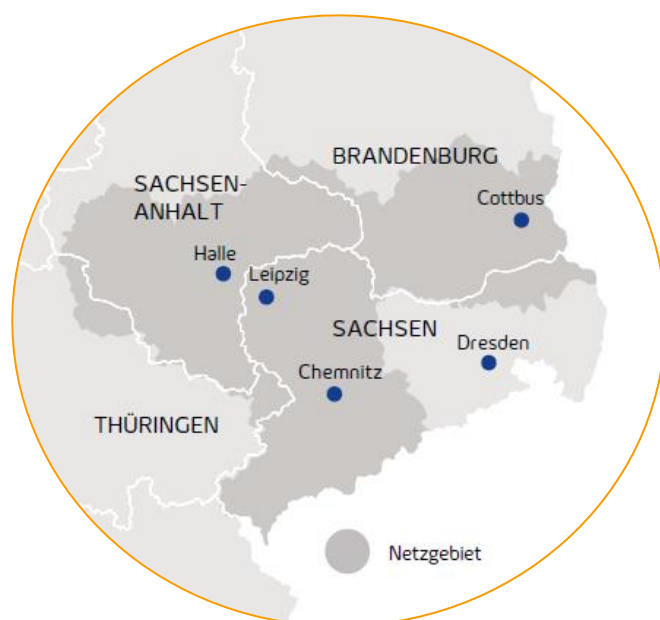 BRANDENBURG
SACHSEN-
ANHALT
Cottbus
Halle
Leipzig
SACHSEN
Dresden
Chemnitz
THÜRINGEN
Netzgebiet